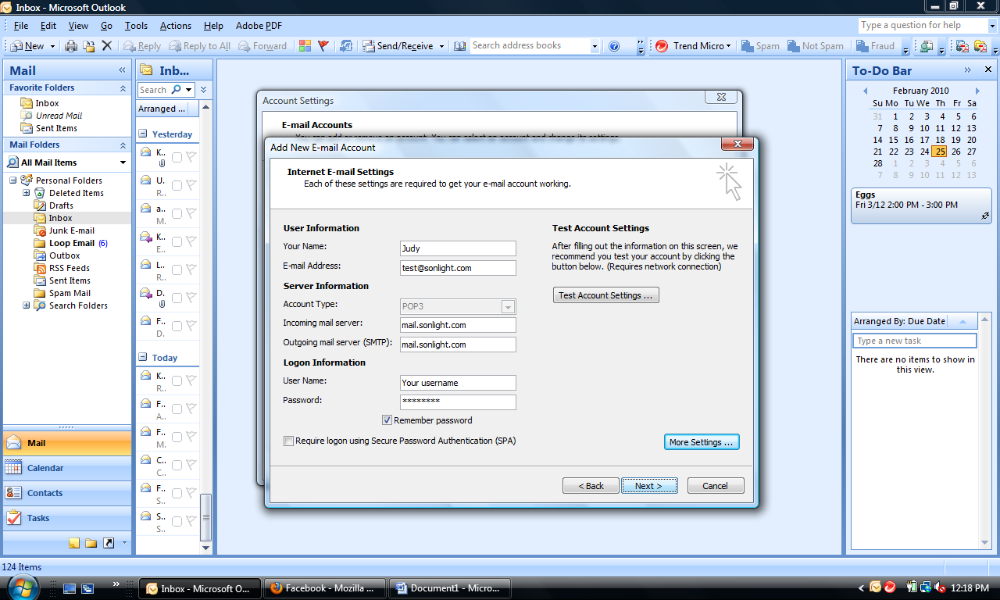 Inbox - Microsoft Outlook
File Edit View Go Tools Actions Help Adobe PDF
Type a question for help
New Reply Reply to All Forward Send/Receive Search address books Trend Micro Spam Not Spam Fraud
Mail
Favorite Folders
Inbox
Unread Mail
Sent Items
Mail Folders
All Mail Items
Personal Folders
Deleted Items
Drafts
Inbox
Junk E-mail
Loop Email (6)
Outbox
RSS Feeds
Sent Items
Spam Mail
Search Folders
Mail
Calendar
Contacts
Tasks
Inb...
Search
Arranged ...
Yesterday
K..
U..
R..
a..
M..
K..
E..
L..
R..
D..
F..
D..
Today
K..
R..
F..
A..
F..
M..
C..
C..
F..
S..
S..
S..
Account Settings
E-mail Accounts
You can add or remove an account. You can select an account and change its settings.
Add New E-mail Account
Internet E-mail Settings
Each of these settings are required to get your e-mail account working.
User Information
Your Name: Judy
E-mail Address: test@sonlight.com
Server Information
Account Type: POP3
Incoming mail server: mail.sonlight.com
Outgoing mail server (SMTP): mail.sonlight.com
Logon Information
User Name: Your username
Password: ********
Remember password
Require logon using Secure Password Authentication (SPA)
Test Account Settings
After filling out the information on this screen, we
recommend you test your account by clicking the
button below. (Requires network connection)
Test Account Settings ...
More Settings ...
< Back Next > Cancel
To-Do Bar
February 2010
Su Mo Tu We Th Fr Sa
31 1 2 3 4 5 6
7 8 9 10 11 12 13
14 15 16 17 18 19 20
21 22 23 24 25 26 27
28 1 2 3 4 5 6
7 8 9 10 11 12 13
Eggs
Fri 3/12 2:00 PM - 3:00 PM
Arranged By: Due Date
Type a new task
There are no items to show in
this view.
124 Items
Inbox - Microsoft O...
Facebook - Mozilla ...
Document1 - Micro...
12:18 PM